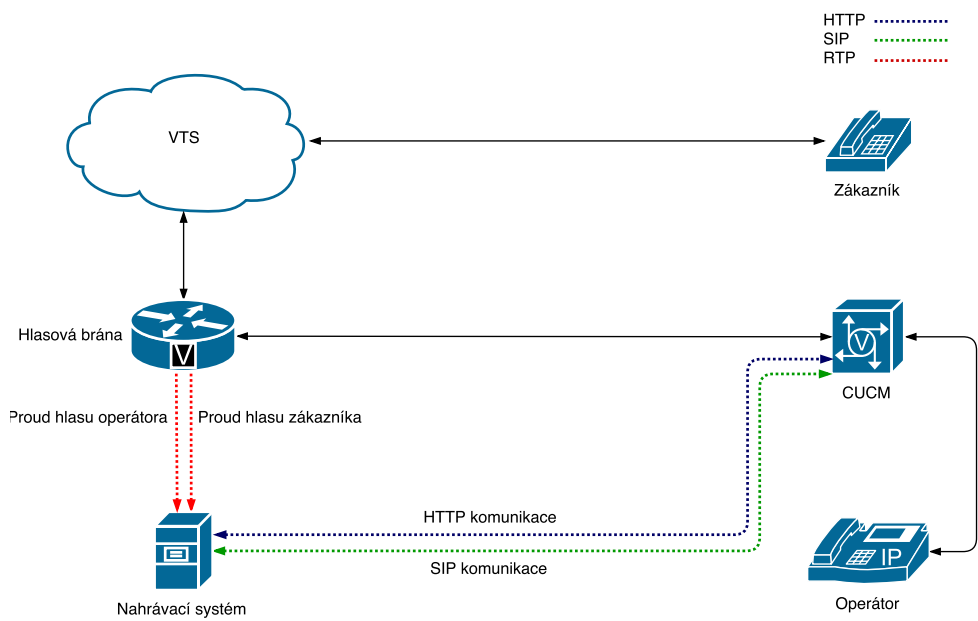 HTTP
SIP
RTP
VTS
Zákazník
Hlasová brána
V
V
CUCM
Proud hlasu operátora
Proud hlasu zákazníka
HTTP komunikace
SIP komunikace
IP
Nahrávací systém
Operátor